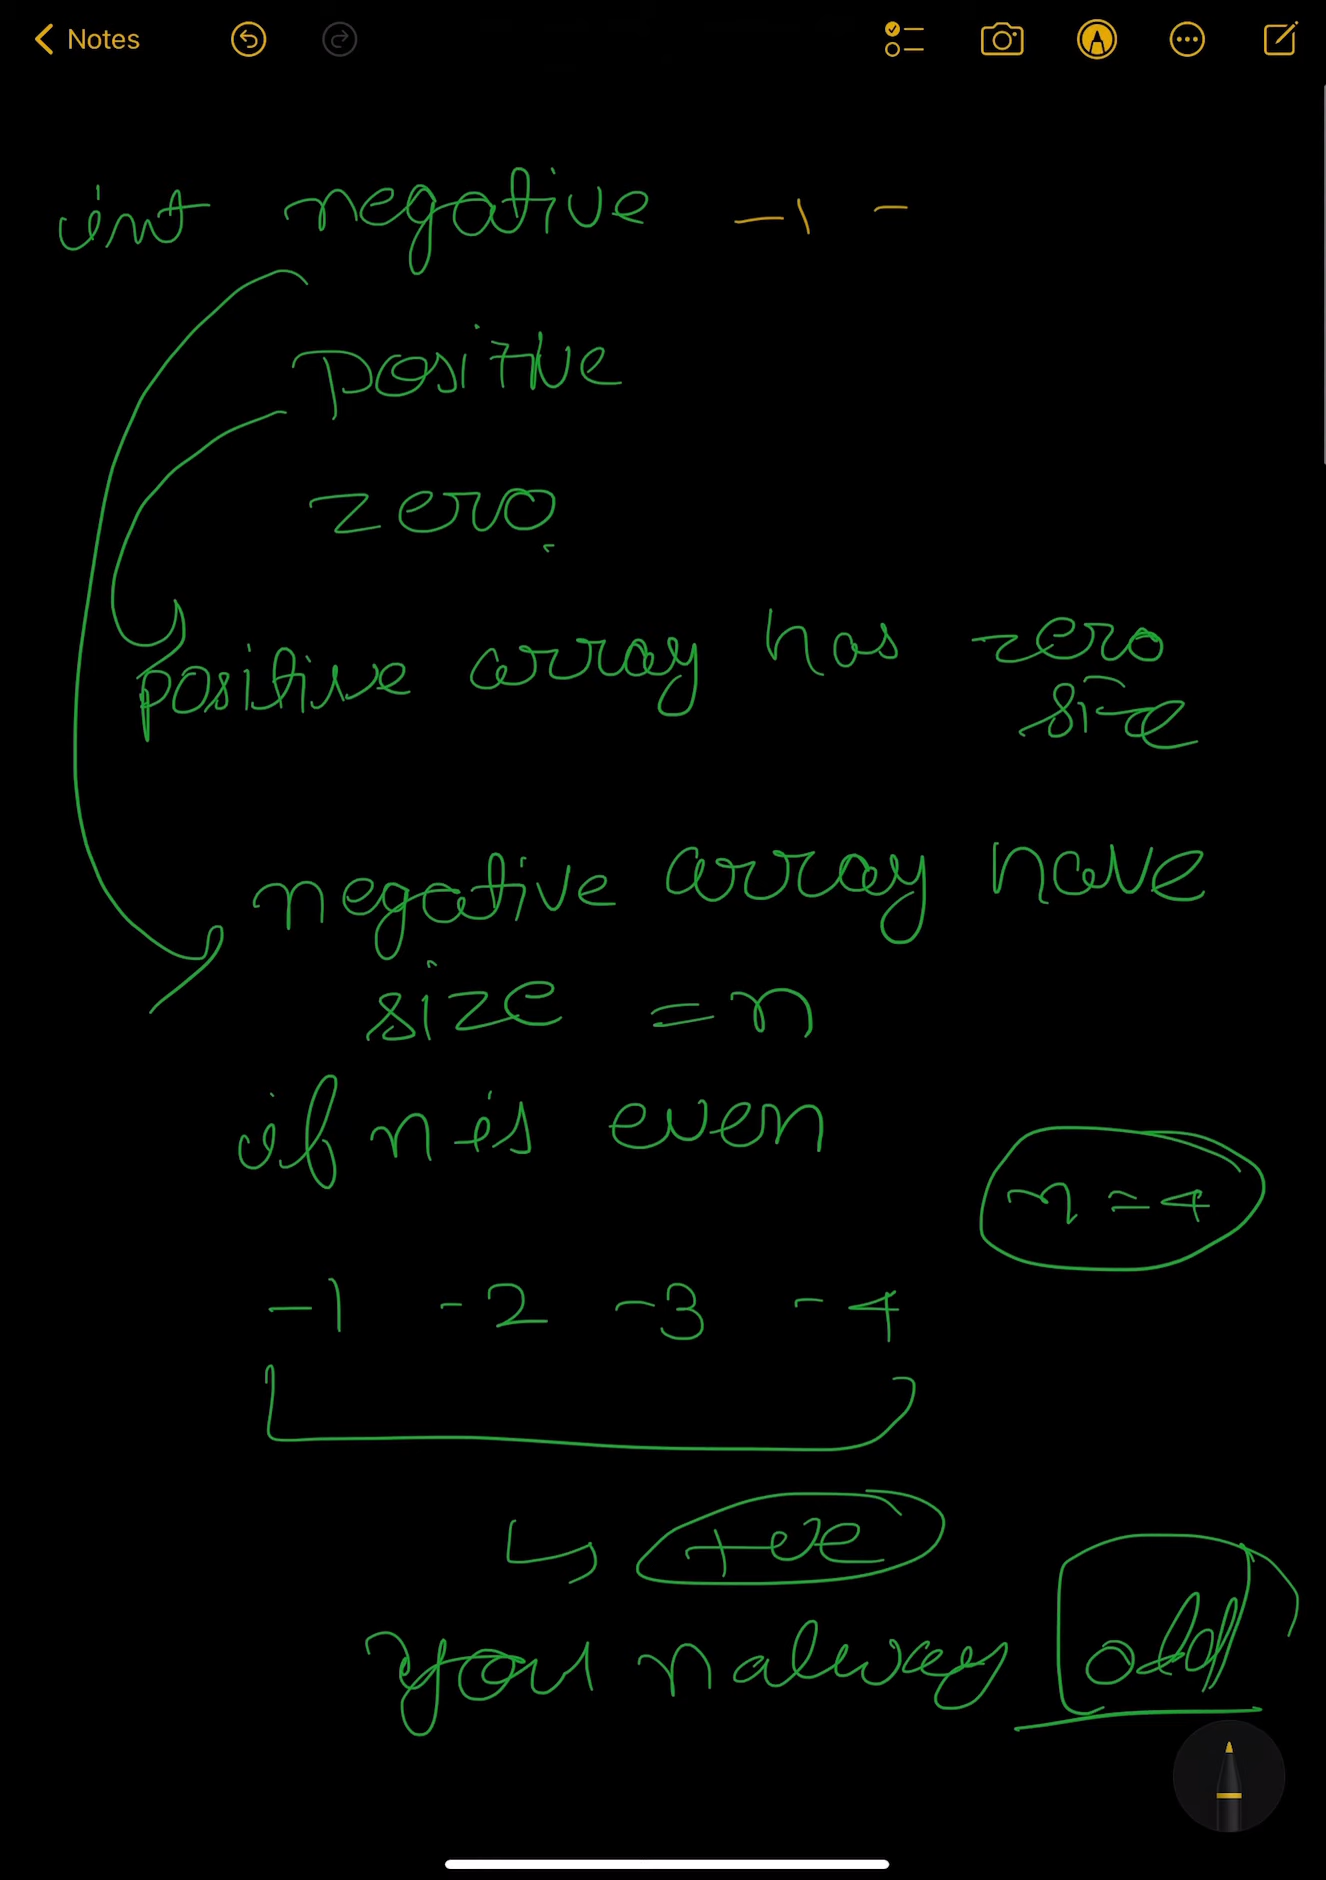 Notes
int negative -1 -
positive
zero
positive array has zero
size
negative array have
size = n
if n is even
n = 4
-1 -2 -3 -4
+ve
you n alway odd